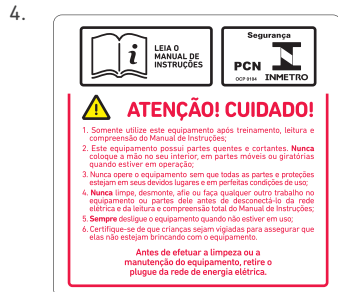 4.
LEIA O
MANUAL DE
INSTRUÇÕES
Segurança
PCN
OCP 0104
INMETRO
ATENÇÃO! CUIDADO!
1. Somente utilize este equipamento após treinamento, leitura e
compreensão do Manual de Instruções;
2. Este equipamento possui partes quentes e cortantes. Nunca
coloque a mão no seu interior, em partes móveis ou giratórias
quando estiver em operação;
3. Nunca opere o equipamento sem que todas as partes e proteções
estejam em seus devidos lugares e em perfeitas condições de uso;
4. Nunca limpe, desmonte, afie ou faça qualquer outro trabalho no
equipamento ou partes dele antes de desconectá-lo da rede
elétrica e da leitura e compreensão total do Manual de Instruções;
5. Sempre desligue o equipamento quando não estiver em uso;
6. Certifique-se de que crianças sejam vigiadas para assegurar que
elas não estejam brincando com o equipamento.
Antes de efetuar a limpeza ou a
manutenção do equipamento, retire o
plugue da rede de energia elétrica.